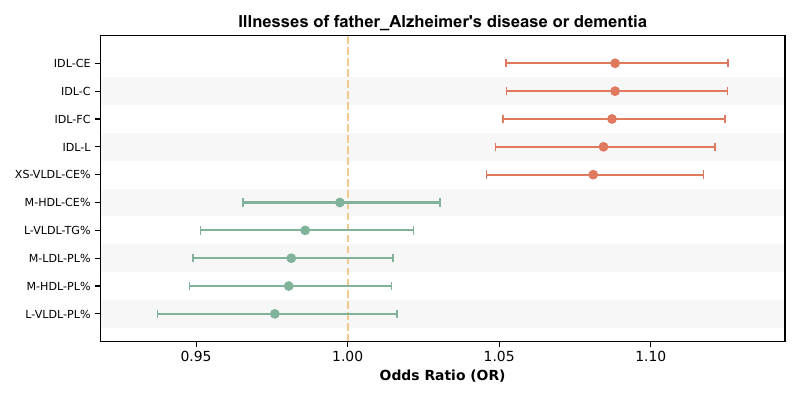 Illnesses of father_Alzheimer's disease or dementia
IDL-CE
IDL-C
IDL-FC
IDL-L
XS-VLDL-CE%
M-HDL-CE%
L-VLDL-TG%
M-LDL-PL%
M-HDL-PL%
L-VLDL-PL%
0.95 1.00 1.05 1.10
Odds Ratio (OR)